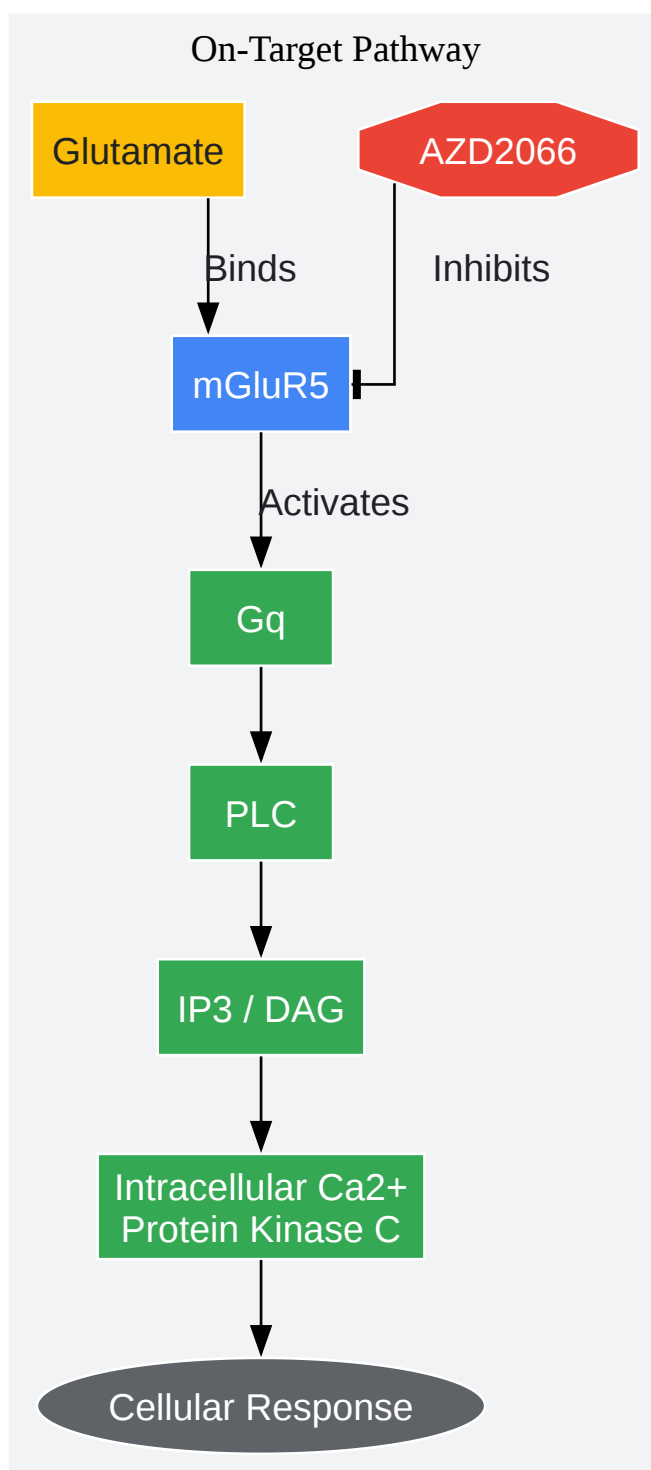 On-Target Pathway
Glutamate
AZD2066
Binds
Inhibits
mGluR5
Activates
Gq
PLC
IP3 / DAG
Intracellular Ca2+
Protein Kinase C
Cellular Response